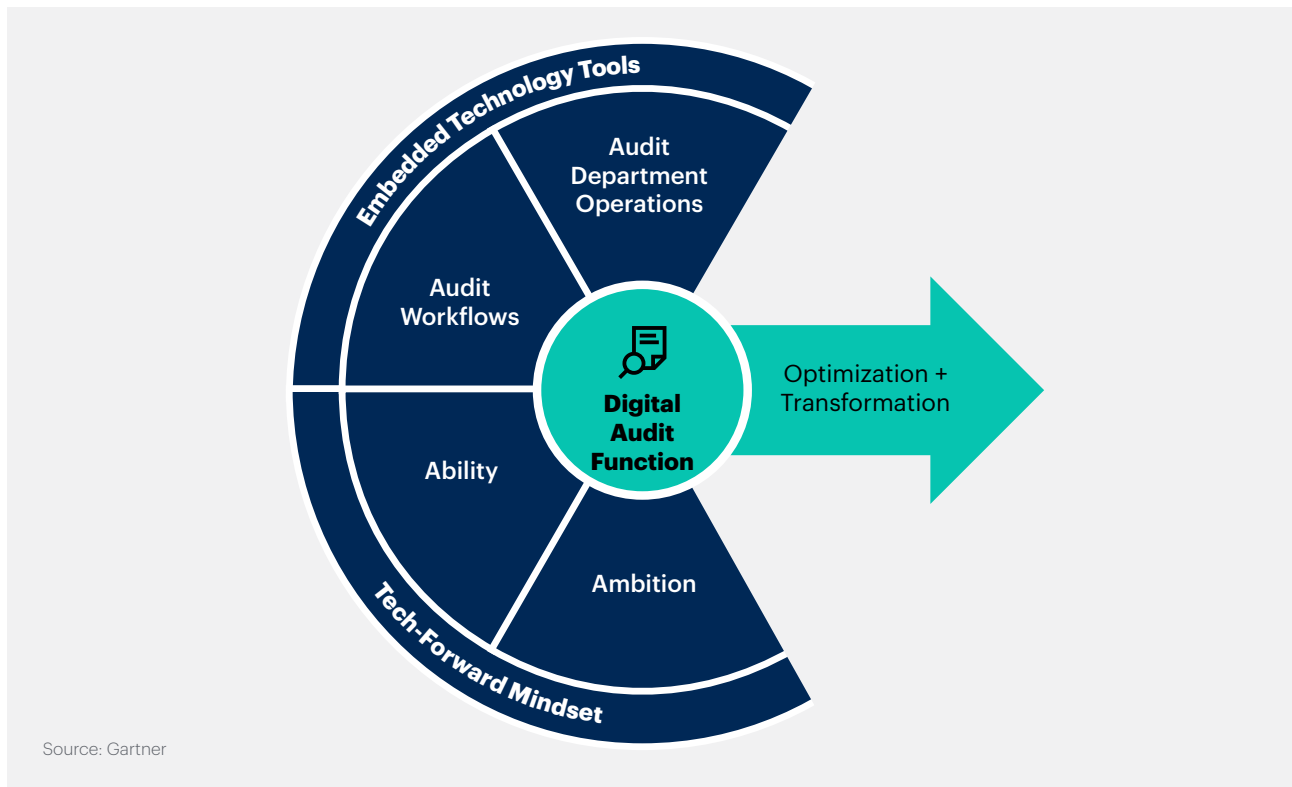 Embedded Technology Tools
Audit
Department
Operations
Audit
Workflows
Digital
Audit
Function
Optimization +
Transformation
Ability
Ambition
Tech-Forward Mindset
Source: Gartner